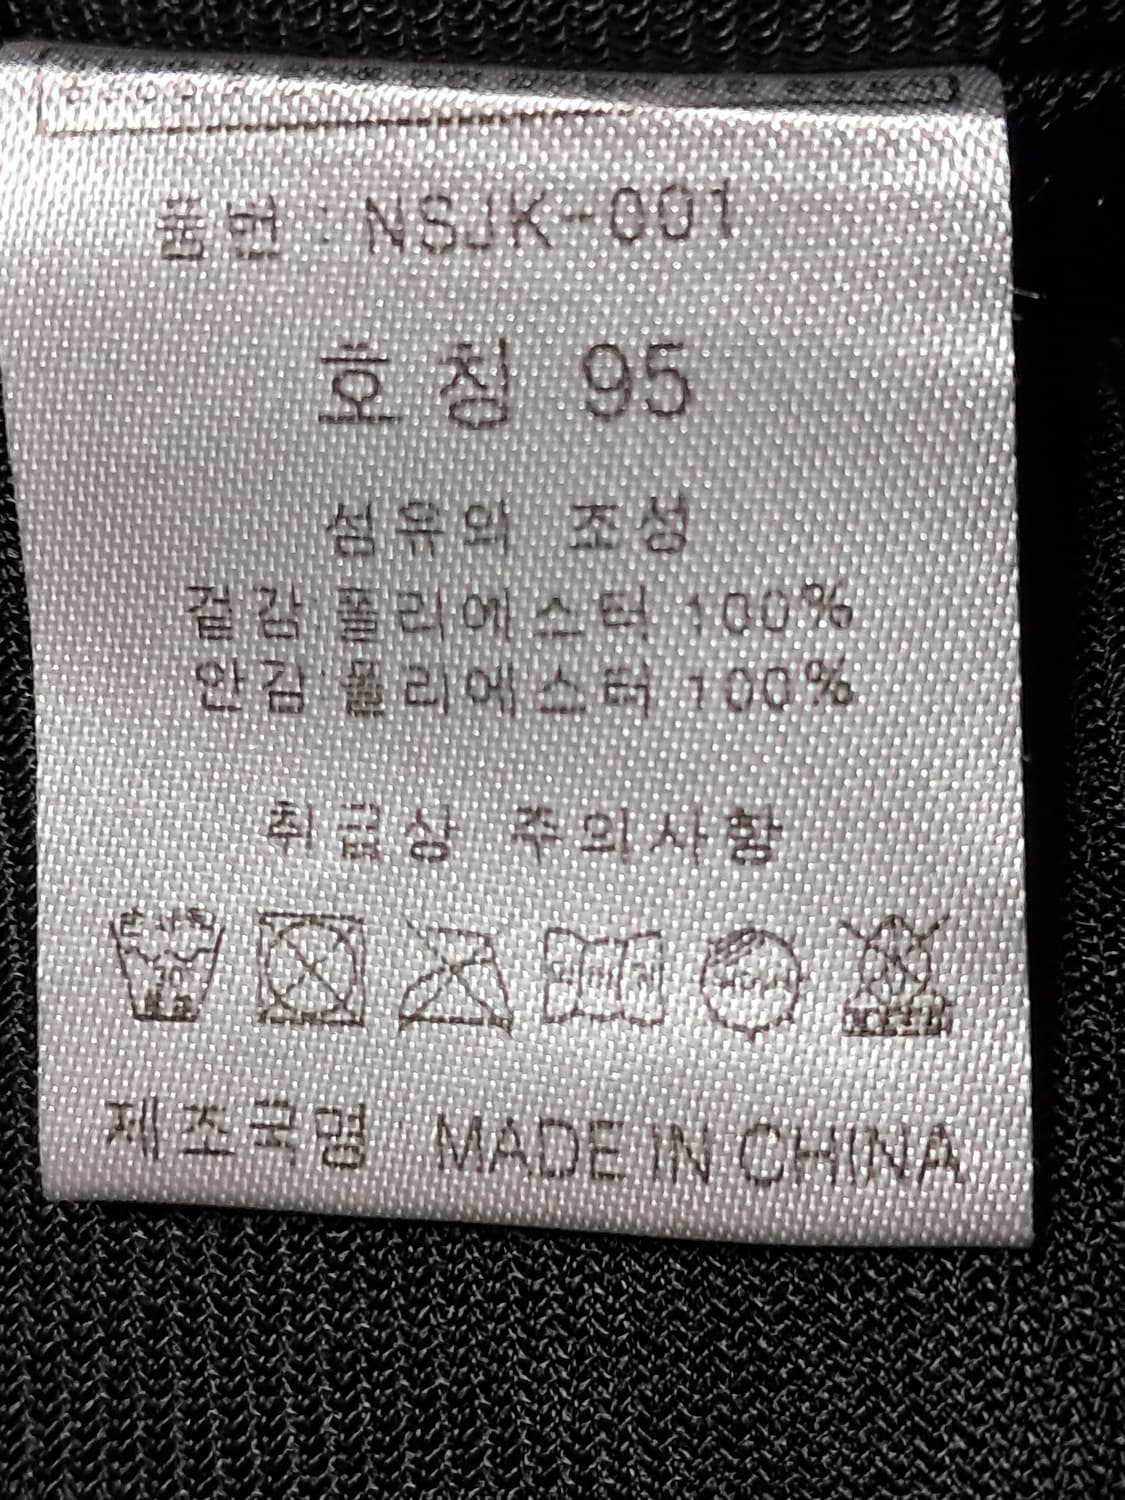 품번 : NSJK-001
호칭 95
섬유의 조성
겉감:폴리에스터 100%
안감:폴리에스터 100%
취급상 주의사항
30
제조국명 MADE IN CHINA